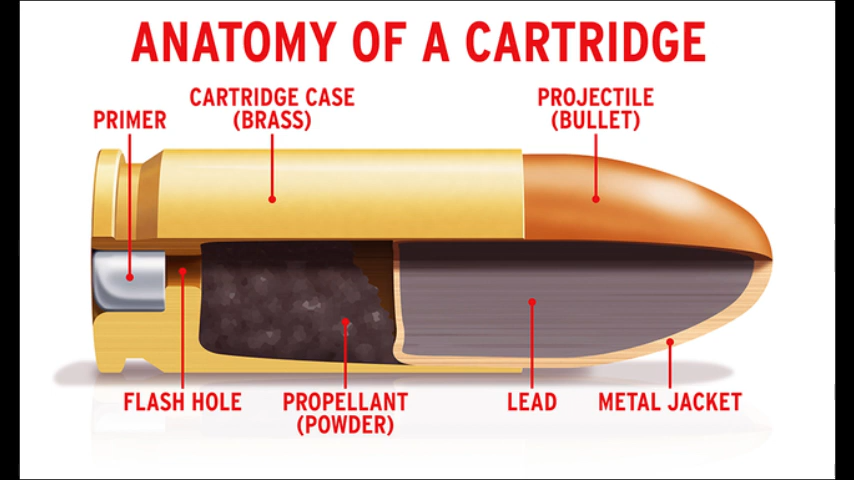 ANATOMY OF A CARTRIDGE
PRIMER
CARTRIDGE CASE
(BRASS)
PROJECTILE
(BULLET)
FLASH HOLE
PROPELLANT
(POWDER)
LEAD
METAL JACKET